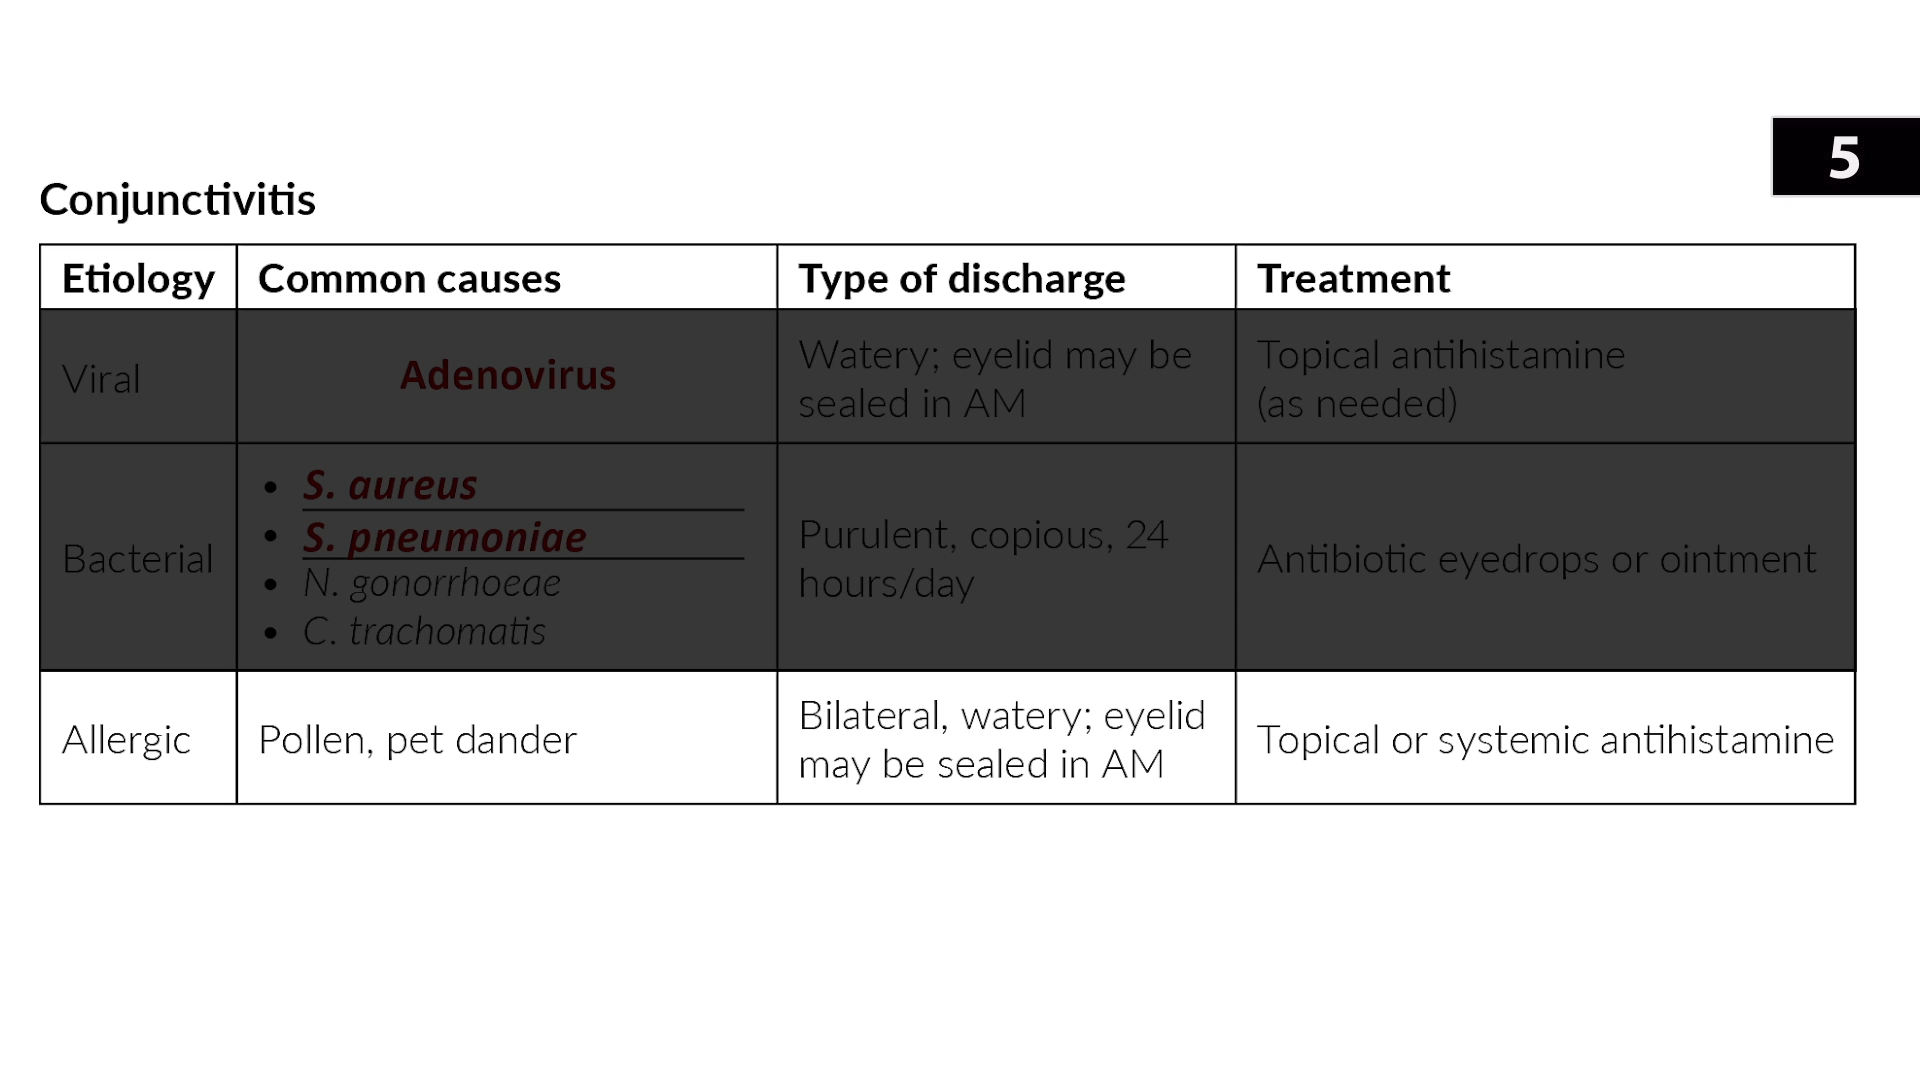 5
Conjunctivitis
Etiology Common causes Type of discharge Treatment
Viral Adenovirus Watery; eyelid may be sealed in AM Topical antihistamine (as needed)
Bacterial
• S. aureus
• S. pneumoniae
• N. gonorrhoeae
• C. trachomatis
Purulent, copious, 24
hours/day
Antibiotic eyedrops or ointment
Allergic
Pollen, pet dander
Bilateral, watery; eyelid
may be sealed in AM
Topical or systemic antihistamine